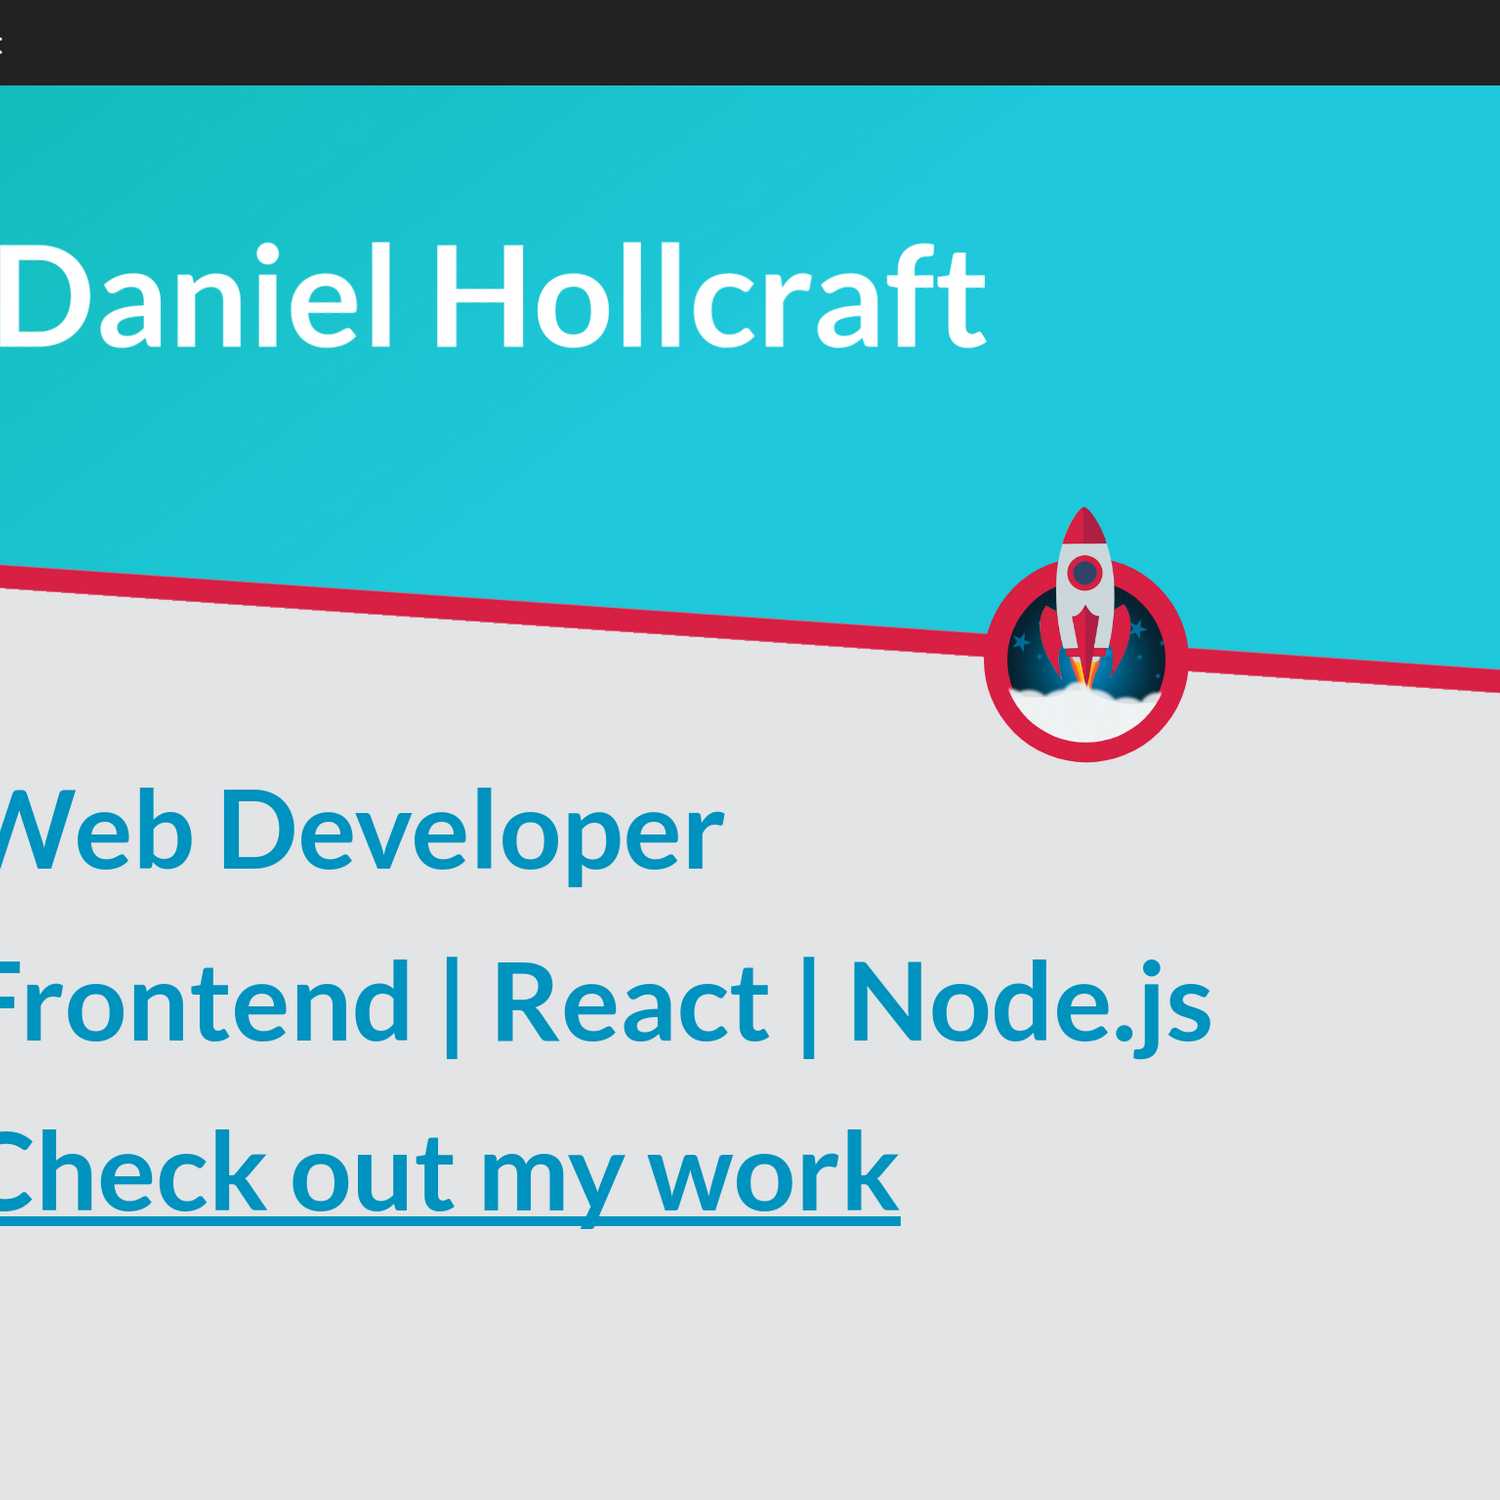 Daniel Hollcraft
Web Developer
Frontend | React | Node.js
Check out my work